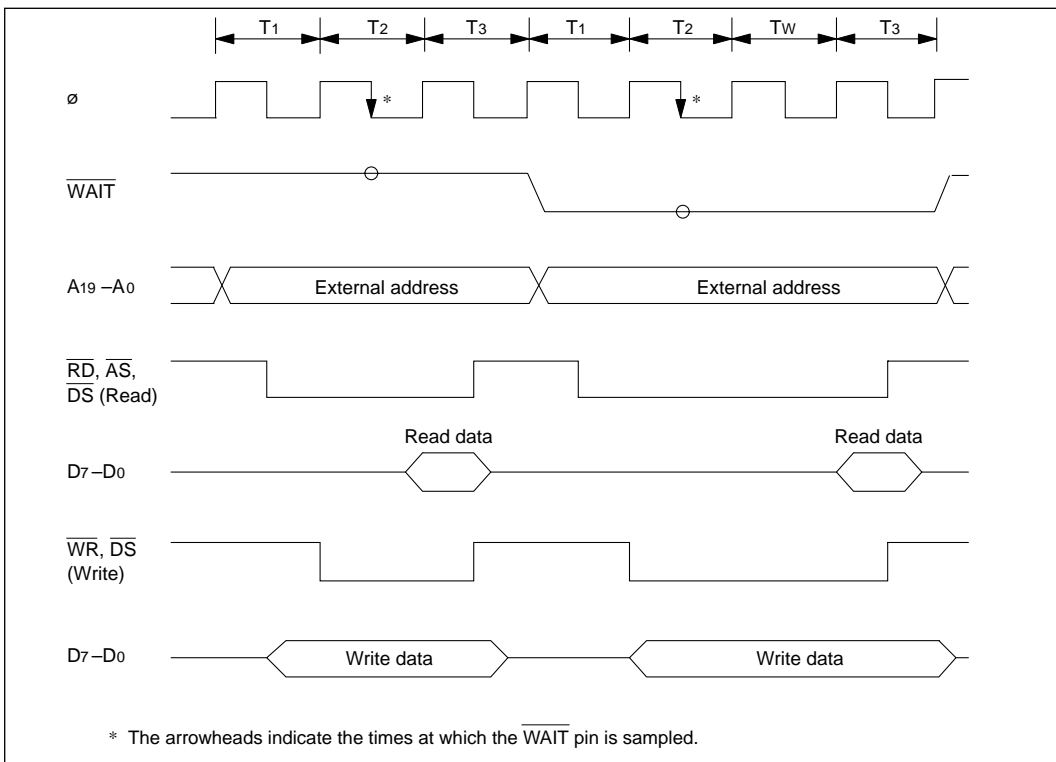 T1 T2 T3 T1 T2 TW T3
ø
*
*
WAIT
A19 –A0
External address
External address
RD, AS,
DS (Read)
Read data
Read data
D7–D0
WR, DS
(Write)
D7–D0
Write data
Write data
* The arrowheads indicate the times at which the WAIT pin is sampled.